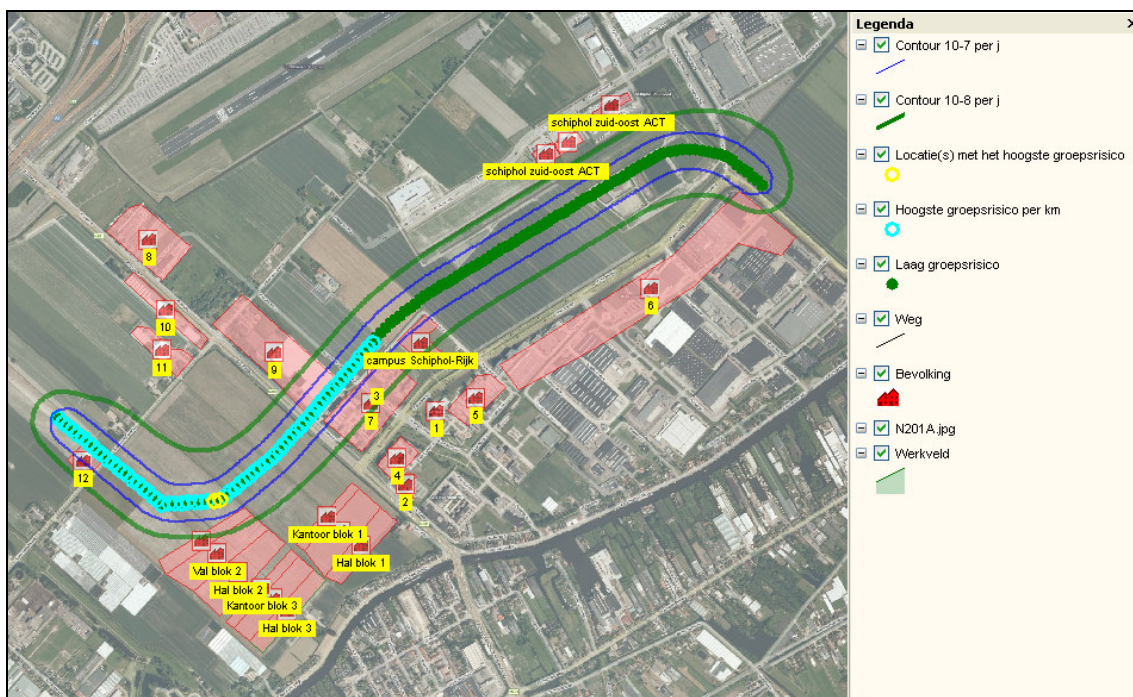 schiphol zuid-oost ACT
schiphol zuid-oost ACT
8
10
11
9
campus Schiphol-Rijk
6
3
7
1
5
4
2
12
Kantoor blok 1
Hal blok 1
Val blok 2
Hal blok 2
Kantoor blok 3
Hal blok 3
Legenda
Contour 10-7 per j
Contour 10-8 per j
Locatie(s) met het hoogste groepsrisico
Hoogste groepsrisico per km
Laag groepsrisico
Weg
Bevolking
N201A.jpg
Werkveld